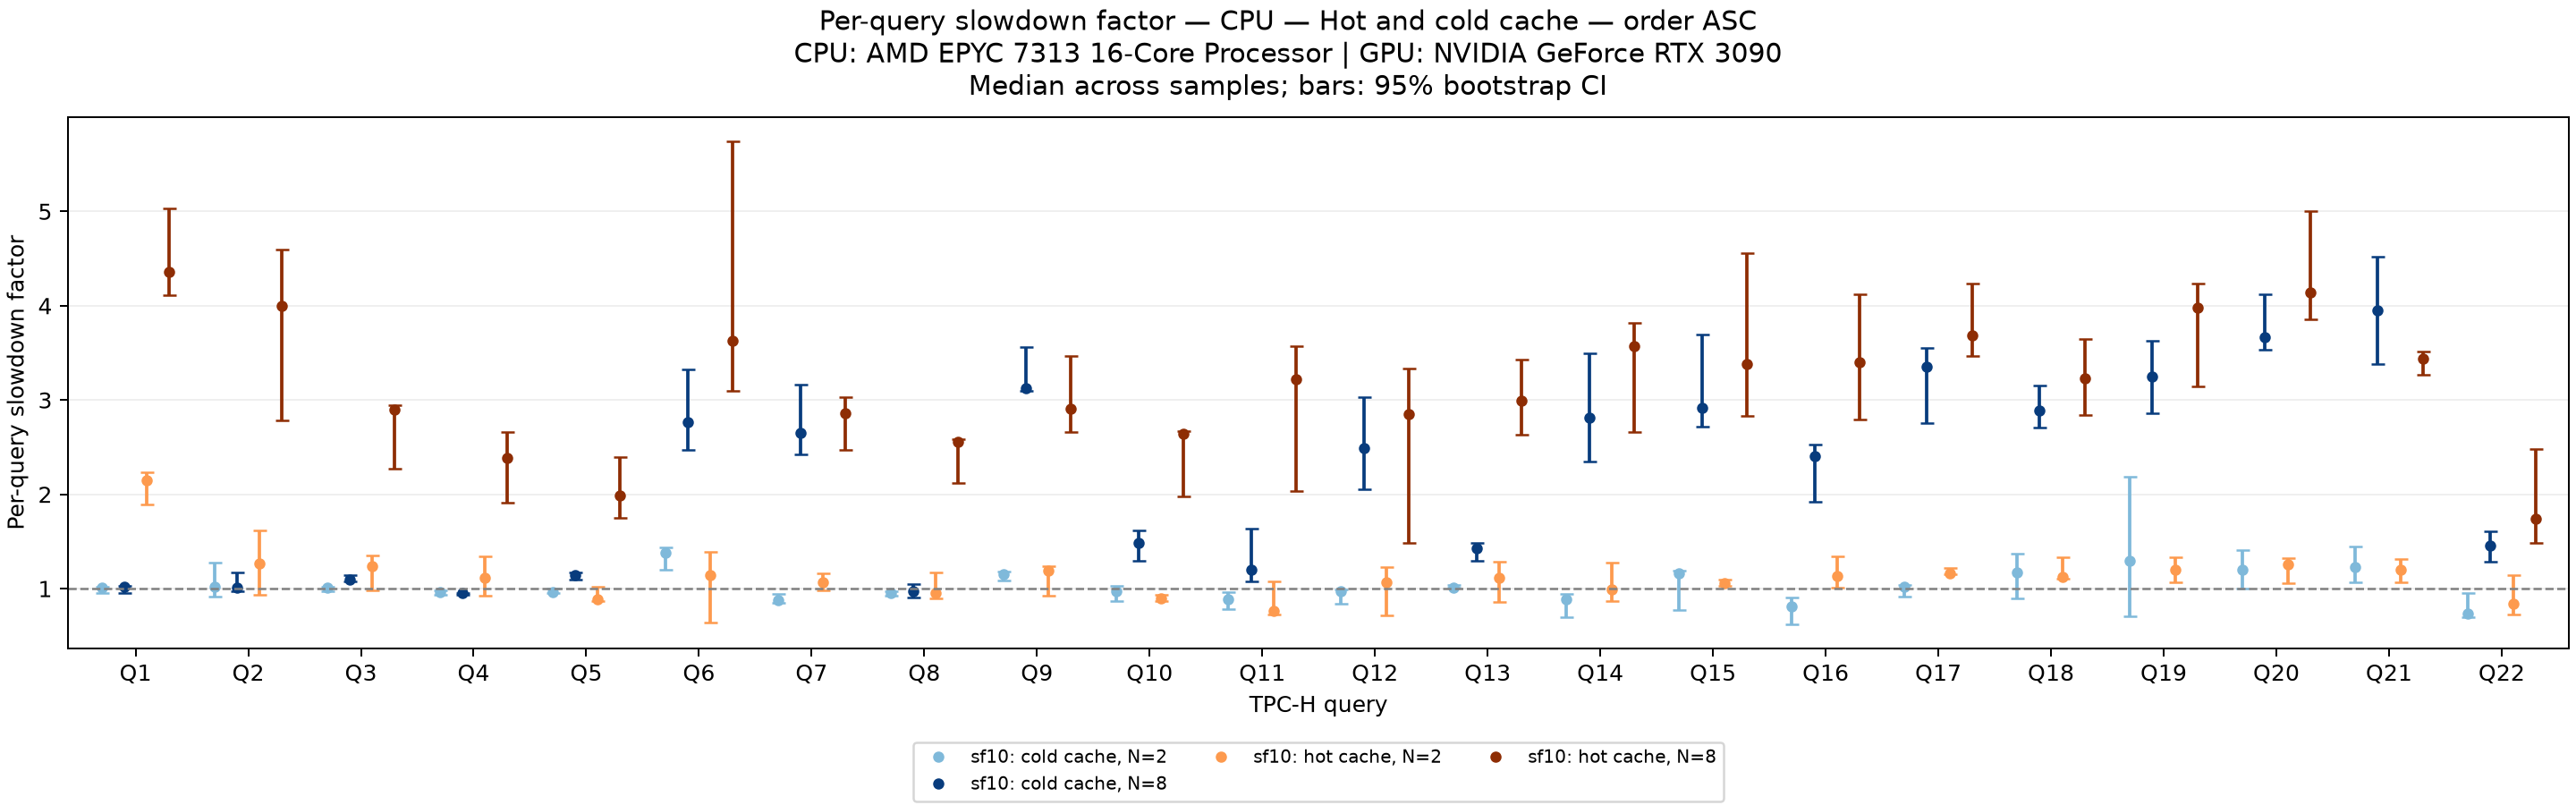 Per-query slowdown factor — CPU — Hot and cold cache — order ASC
CPU: AMD EPYC 7313 16-Core Processor | GPU: NVIDIA GeForce RTX 3090
Median across samples; bars: 95% bootstrap CI
Per-query slowdown factor
5
4
3
2
1
Q1 Q2 Q3 Q4 Q5 Q6 Q7 Q8 Q9 Q10 Q11 Q12 Q13 Q14 Q15 Q16 Q17 Q18 Q19 Q20 Q21 Q22
TPC-H query
sf10: cold cache, N=2 sf10: hot cache, N=2 sf10: hot cache, N=8
sf10: cold cache, N=8